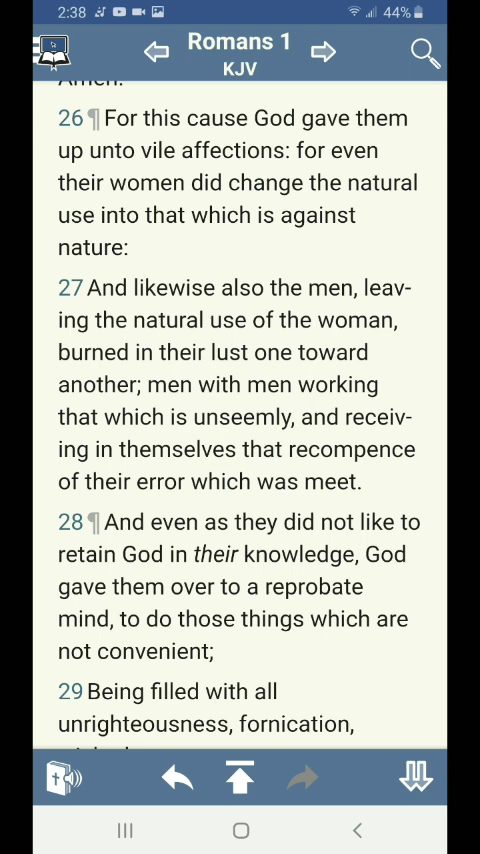 2:38 44%
Romans 1
KJV
Amen.
26 ¶ For this cause God gave them
up unto vile affections: for even
their women did change the natural
use into that which is against
nature:
27 And likewise also the men, leav-
ing the natural use of the woman,
burned in their lust one toward
another; men with men working
that which is unseemly, and receiv-
ing in themselves that recompence
of their error which was meet.
28 ¶ And even as they did not like to
retain God in their knowledge, God
gave them over to a reprobate
mind, to do those things which are
not convenient;
29 Being filled with all
unrighteousness, fornication,